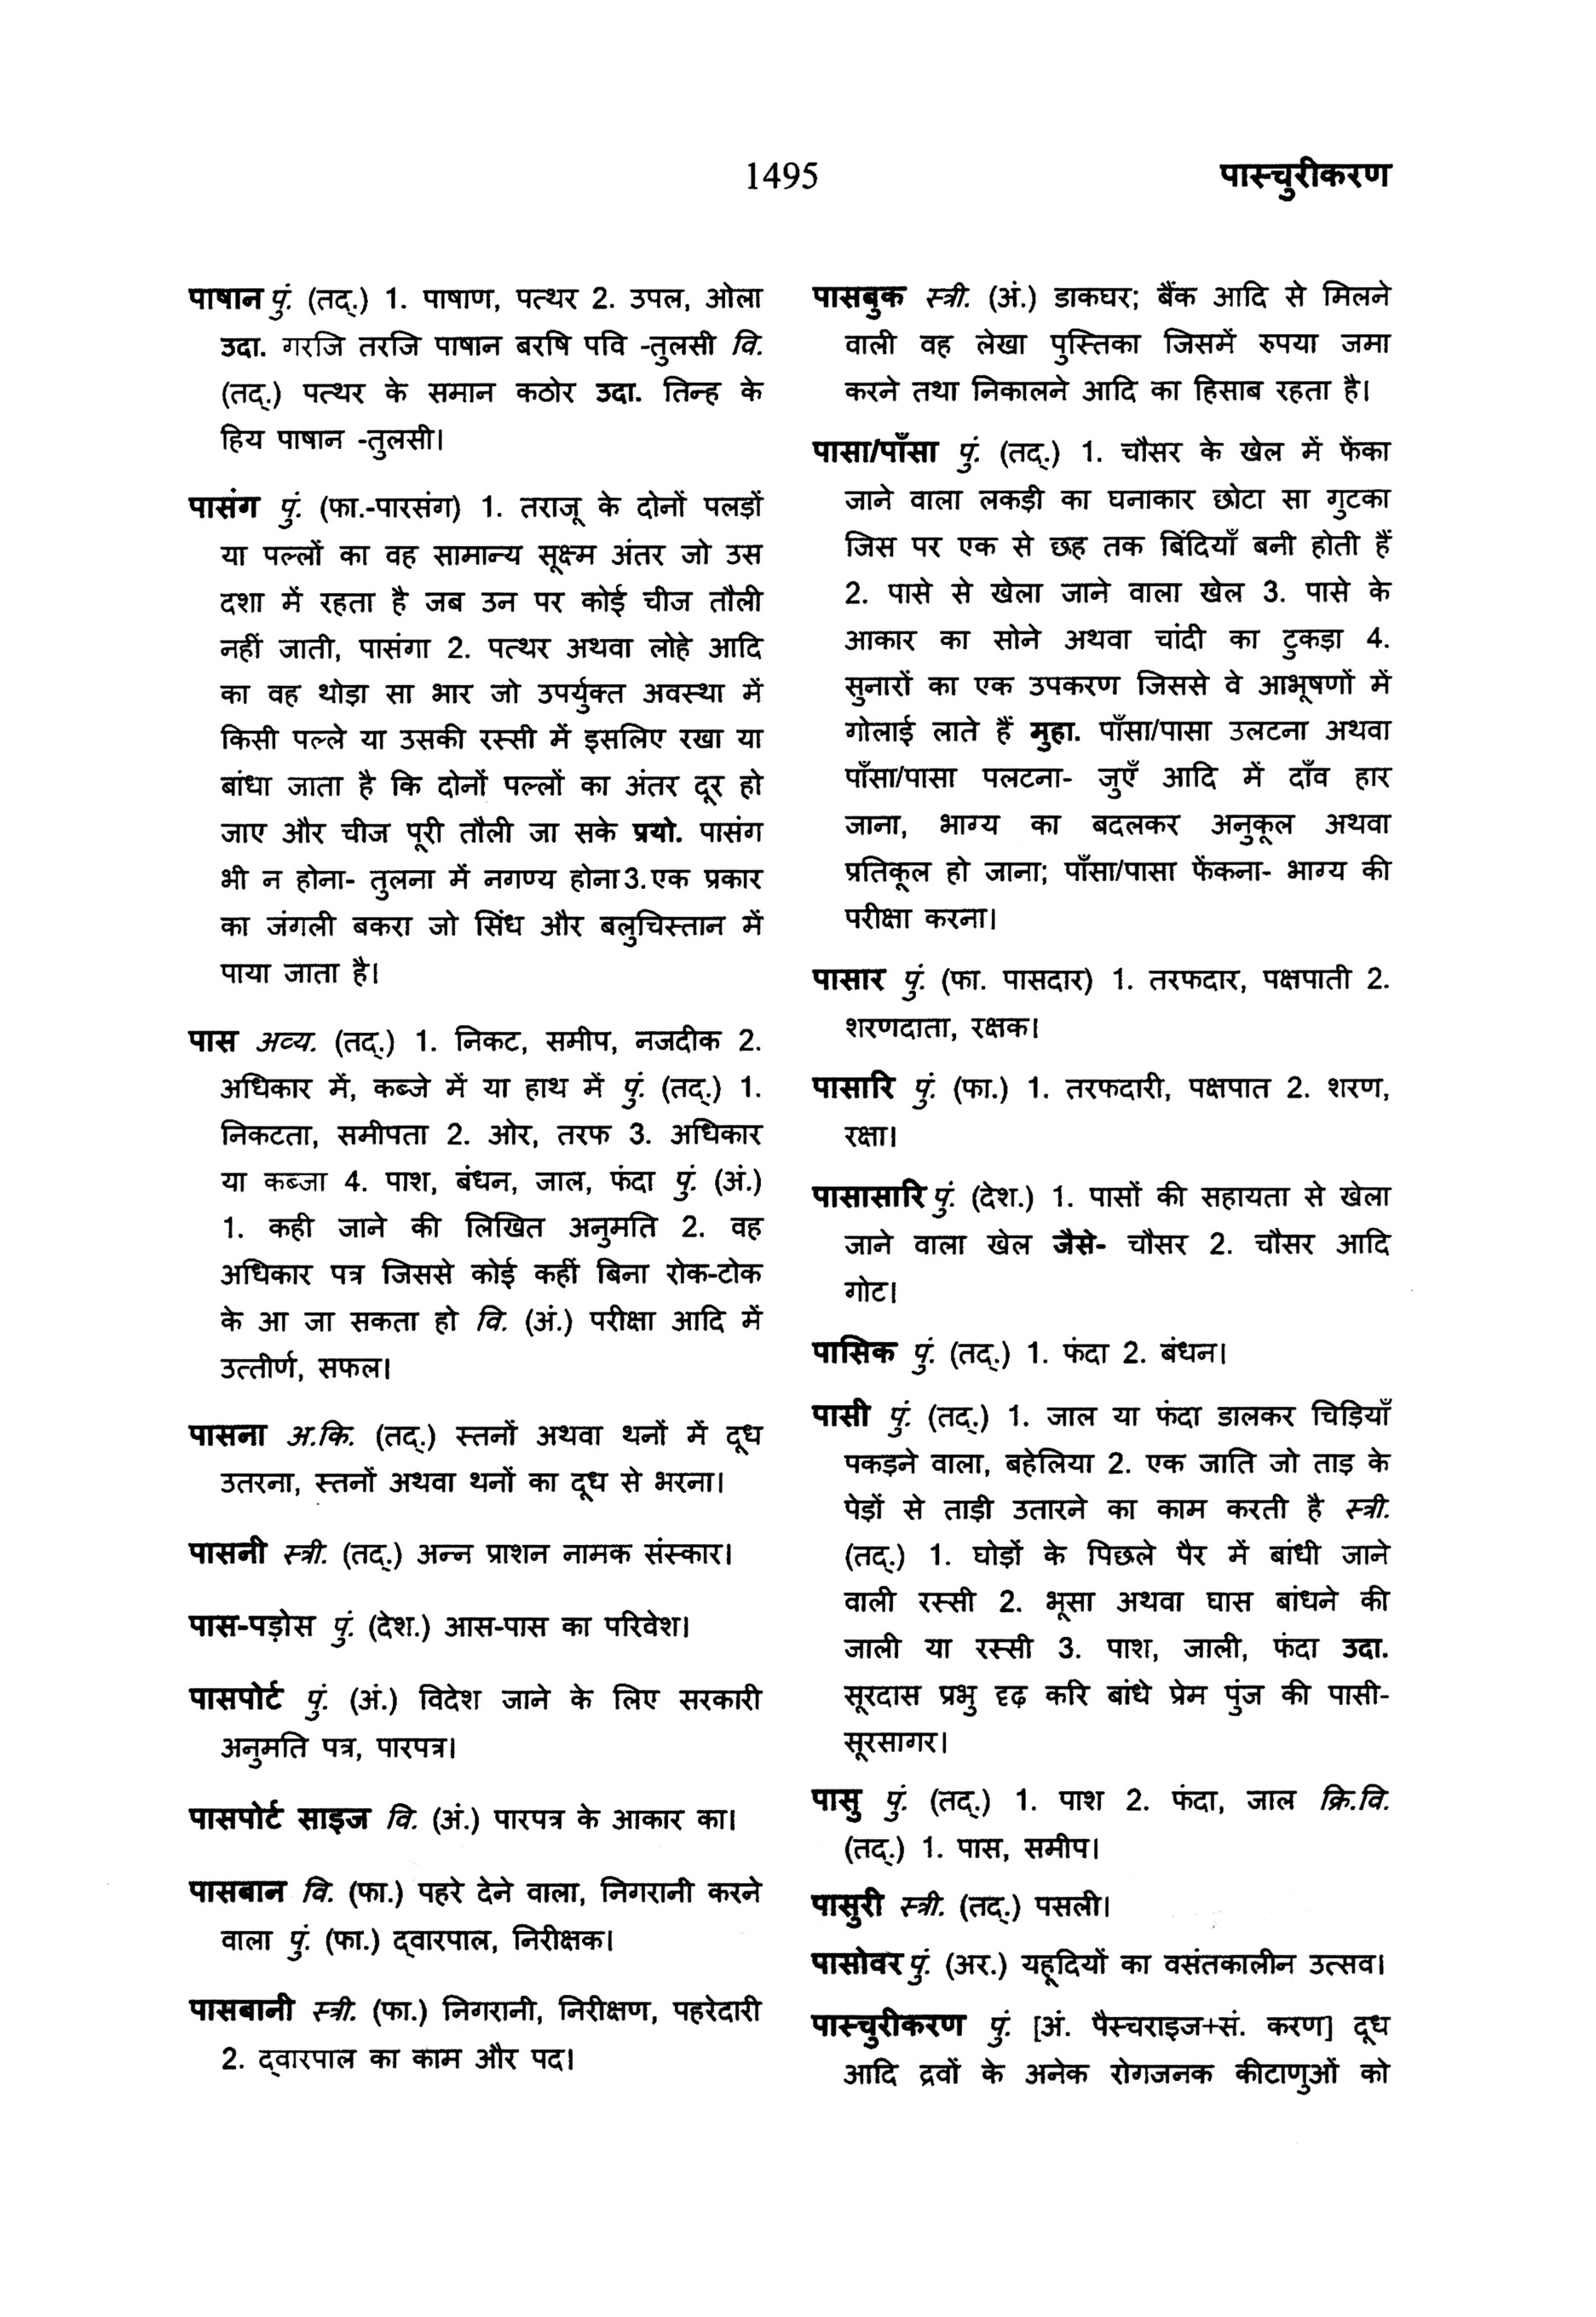 1495
पास्चुरीकरण
पाषान पुं. (तद्.) 1. पाषाण, पत्थर 2. उपल, ओला
उदा. गरजि तरजि पाषान बरषि पवि -तुलसी वि.
(तद्.) पत्थर के समान कठोर उदा. तिन्ह के
हिय पाषान -तुलसी।
पासंग पुं. (फा.-पारसंग) 1. तराजू के दोनों पलड़ों
या पल्लों का वह सामान्य सूक्ष्म अंतर जो उस
दशा में रहता है जब उन पर कोई चीज तौली
नहीं जाती, पासंगा 2. पत्थर अथवा लोहे आदि
का वह थोड़ा सा भार जो उपर्युक्त अवस्था में
किसी पल्ले या उसकी रस्सी में इसलिए रखा या
बांधा जाता है कि दोनों पल्लों का अंतर दूर हो
जाए और चीज पूरी तौली जा सके प्रयो. पासंग
भी न होना- तुलना में नगण्य होना3.एक प्रकार
का जंगली बकरा जो सिंध और बलुचिस्तान में
पाया जाता है।
पास अव्य. (तद्.) 1. निकट, समीप, नजदीक 2.
अधिकार में, कब्जे में या हाथ में पुं. (तद्.) 1.
निकटता, समीपता 2. ओर, तरफ 3. अधिकार
या कब्जा 4. पाश, बंधन, जाल, फंदा पुं. (अं.)
1. कही जाने की लिखित अनुमति 2. वह
अधिकार पत्र जिससे कोई कहीं बिना रोक-टोक
के आ जा सकता हो वि. (अं.) परीक्षा आदि में
उत्तीर्ण, सफल।
पासना अ.कि. (तद्.) स्तनों अथवा थनों में दूध
उतरना, स्तनों अथवा थनों का दूध से भरना।
पासनी स्त्री. (तद्.) अन्न प्राशन नामक संस्कार।
पास-पड़ोस पुं. (देश.) आस-पास का परिवेश।
पासपोर्ट पुं. (अं.) विदेश जाने के लिए सरकारी
अनुमति पत्र, पारपत्र।
पासपोर्ट साइज वि. (अं.) पारपत्र के आकार का।
पासबान वि. (फा.) पहरे देने वाला, निगरानी करने
वाला पुं. (फा.) द्वारपाल, निरीक्षक।
पासबानी स्त्री. (फा.) निगरानी, निरीक्षण, पहरेदारी
2. द्वारपाल का काम और पद।
पासबुक स्त्री. (अं.) डाकघर; बैंक आदि से मिलने
वाली वह लेखा पुस्तिका जिसमें रुपया जमा
करने तथा निकालने आदि का हिसाब रहता है।
पासा/पाँसा पुं. (तद्.) 1. चौसर के खेल में फेंका
जाने वाला लकड़ी का घनाकार छोटा सा गुटका
जिस पर एक से छह तक बिंदियाँ बनी होती हैं
2. पासे से खेला जाने वाला खेल 3. पासे के
आकार का सोने अथवा चांदी का टुकड़ा 4.
सुनारों का एक उपकरण जिससे वे आभूषणों में
गोलाई लाते हैं मुहा. पाँसा/पासा उलटना अथवा
पाँसा/पासा पलटना- जुएँ आदि में दाँव हार
जाना, भाग्य का बदलकर अनुकूल अथवा
प्रतिकूल हो जाना; पाँसा/पासा फेंकना- भाग्य की
परीक्षा करना।
पासार पुं. (फा. पासदार) 1. तरफदार, पक्षपाती 2.
शरणदाता, रक्षक।
पासारि पुं. (फा.) 1. तरफदारी, पक्षपात 2. शरण,
रक्षा।
पासासारि पुं. (देश.) 1. पासों की सहायता से खेला
जाने वाला खेल जैसे- चौसर 2. चौसर आदि
गोट।
पासिक पुं. (तद्.) 1. फंदा 2. बंधन।
पासी पुं. (तद्.) 1. जाल या फंदा डालकर चिड़ियाँ
पकड़ने वाला, बहेलिया 2. एक जाति जो ताड़ के
पेड़ों से ताड़ी उतारने का काम करती है स्त्री.
(तद्.) 1. घोड़ों के पिछले पैर में बांधी जाने
वाली रस्सी 2. भूसा अथवा घास बांधने की
जाली या रस्सी 3. पाश, जाली, फंदा उदा.
सूरदास प्रभु दृढ़ करि बांधे प्रेम पुंज की पासी-
सूरसागर।
पासु पुं. (तद्.) 1. पाश 2. फंदा, जाल क्रि.वि.
(तद्.) 1. पास, समीप।
पासुरी स्त्री. (तद्.) पसली।
पासोवर पुं. (अर.) यहूदियों का वसंतकालीन उत्सव।
पास्चुरीकरण पुं. [अं. पैस्चराइज+सं. करण] दूध
आदि द्रवों के अनेक रोगजनक कीटाणुओं को